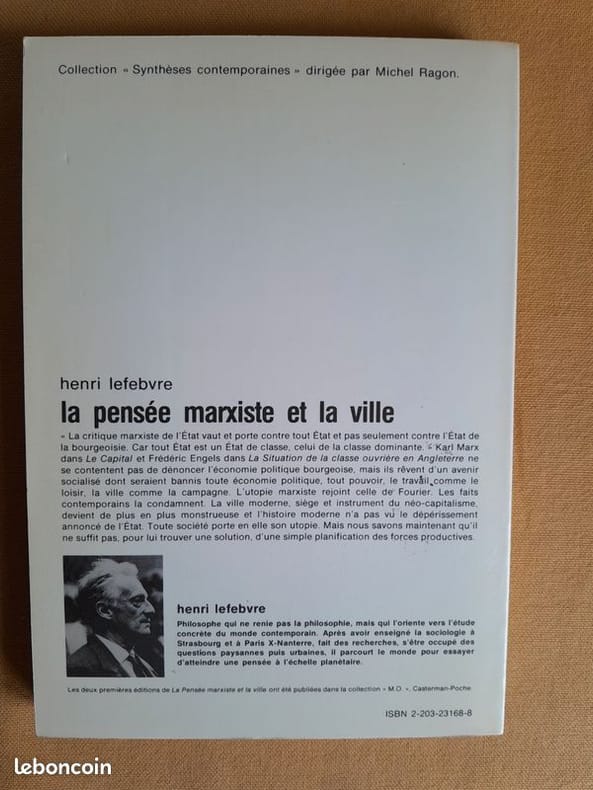 Collection « Synthèses contemporaines » dirigée par Michel Ragon.
henri lefebvre
la pensée marxiste et la ville
« La critique marxiste de l'État vaut et porte contre tout État et pas seulement contre l'État de
la bourgeoisie. Car tout État est un État de classe, celui de la classe dominante. » Karl Marx
dans Le Capital et Frédéric Engels dans La Situation de la classe ouvrière en Angleterre ne
se contentent pas de dénoncer l'économie politique bourgeoise, mais ils rêvent d'un avenir
socialisé dont seraient bannis toute économie politique, tout pouvoir, le travail comme le
loisir, la ville comme la campagne. L'utopie marxiste rejoint celle de Fourier. Les faits
contemporains la condamnent. La ville moderne, siège et instrument du néo-capitalisme,
devient de plus en plus monstrueuse et l'histoire moderne n'a pas vu le dépérissement
annoncé de l'État. Toute société porte en elle son utopie. Mais nous savons maintenant qu'il
ne suffit pas, pour lui trouver une solution, d'une simple planification des forces productives.
henri lefebvre
Philosophe qui ne renie pas la philosophie, mais qui l'oriente vers l'étude
concrète du monde contemporain. Après avoir enseigné la sociologie à
Strasbourg et à Paris X-Nanterre, fait des recherches, s'être occupé des
questions paysannes puis urbaines, il parcourt le monde pour essayer
d'atteindre une pensée à l'échelle planétaire.
Les deux premières éditions de La Pensée marxiste et la ville ont été publiées dans la collection « M.O. », Casterman-Poche
ISBN 2-203-23168-8
leboncoin